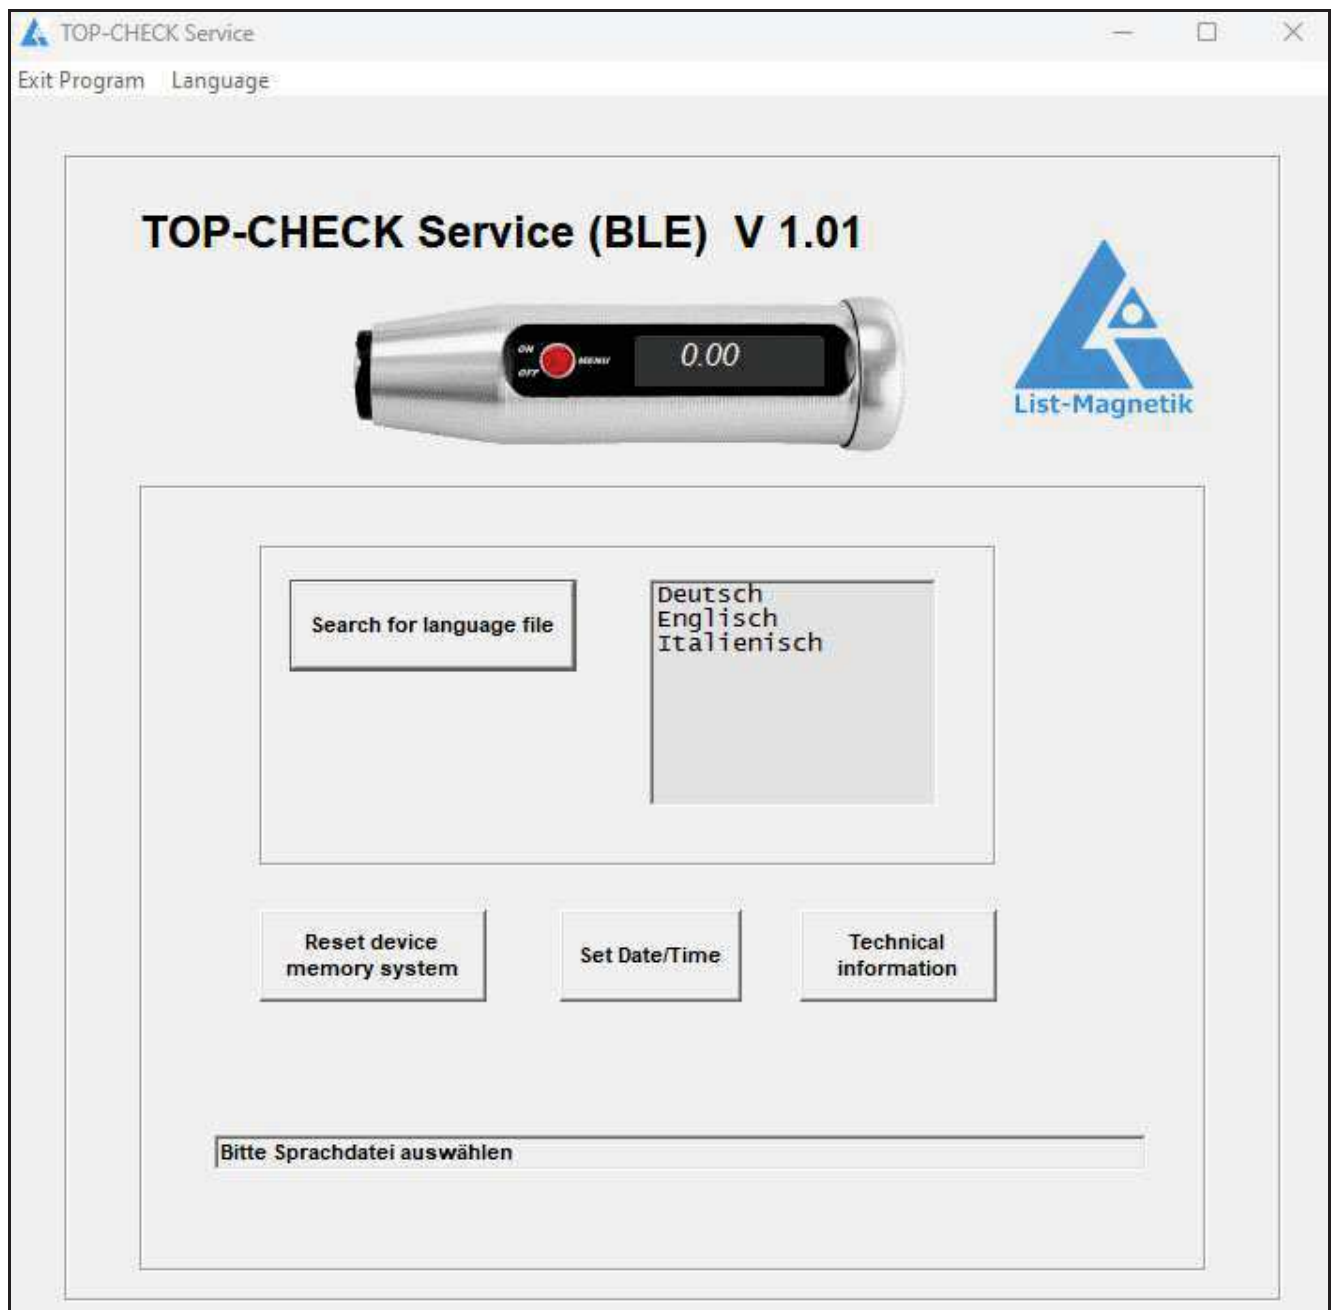 TOP-CHECK Service
Exit Program Language
TOP-CHECK Service (BLE) V 1.01
ON
OFF
MENU
0.00
List-Magnetik
Search for language file
Deutsch
Englisch
Italienisch
Reset device
memory system
Set Date/Time
Technical
information
Bitte Sprachdatei auswählen